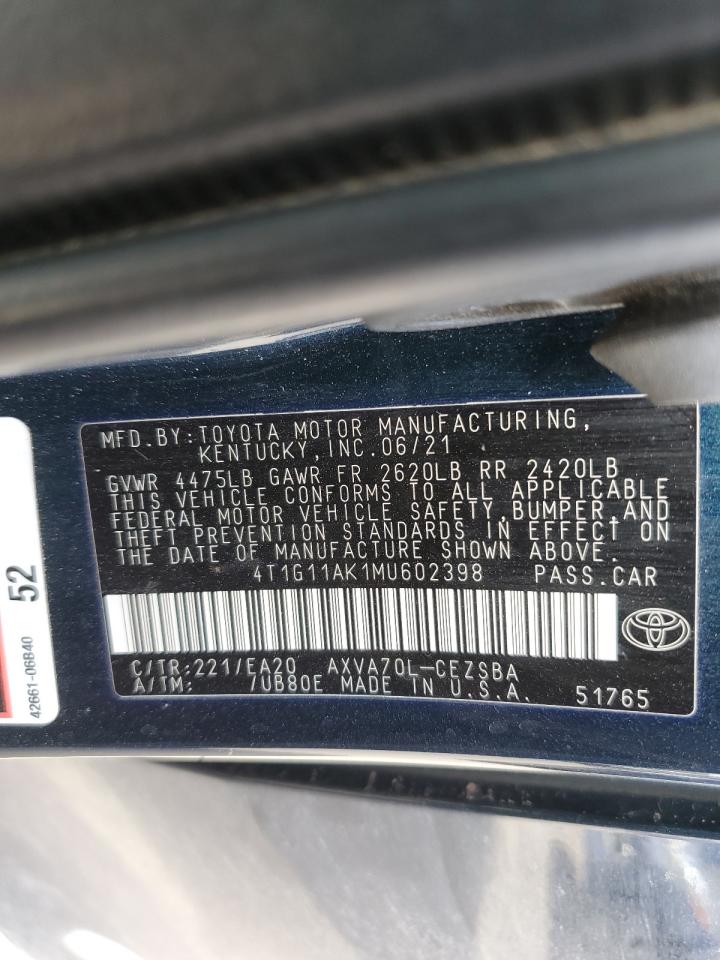 MFD.BY:TOYOTA MOTOR MANUFACTURING,
KENTUCKY,INC.06/21
GVWR 4475LB GAWR FR 2620LB RR 2420LB
THIS VEHICLE CONFORMS TO ALL APPLICABLE
FEDERAL MOTOR VEHICLE SAFETY,BUMPER,AND
THEFT PREVENTION STANDARDS IN EFFECT ON
THE DATE OF MANUFACTURE SHOWN ABOVE.
4T1G11AK1MU602398 PASS.CAR
C/TR:221/EA20 AXVA70L-CEZSBA
A/TM: /UB80E MADE IN U.S.A. 51765
52
42661-06B40